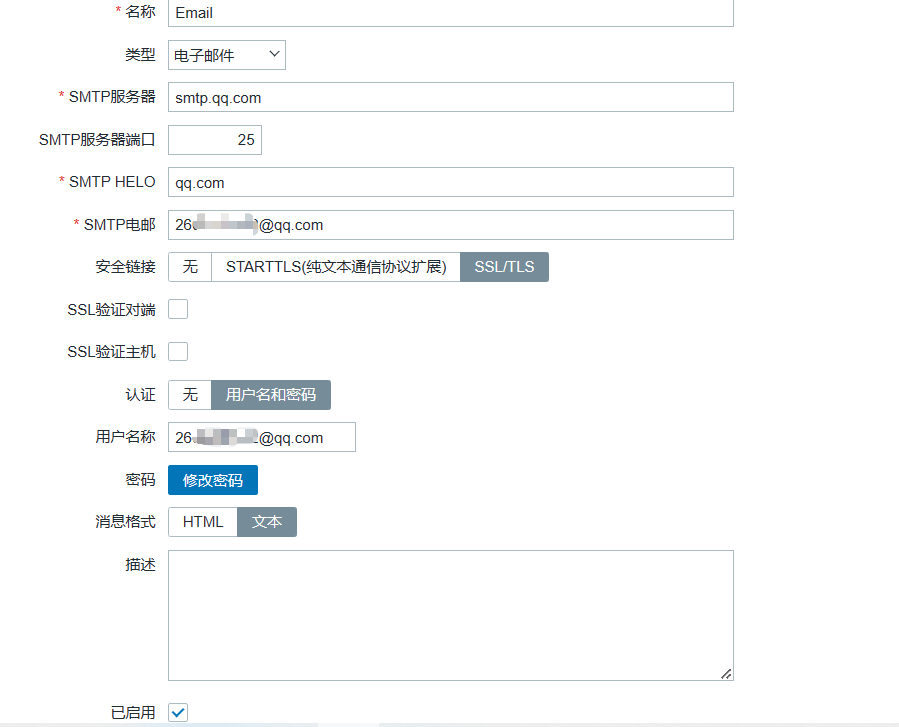 * 名称 Email
类型 电子邮件
* SMTP服务器 smtp.qq.com
SMTP服务器端口 25
* SMTP HELO qq.com
* SMTP电邮 26 @qq.com
安全链接 无 STARTTLS(纯文本通信协议扩展) SSL/TLS
SSL验证对端
SSL验证主机
认证 无 用户名和密码
用户名称 26 @qq.com
密码 修改密码
消息格式 HTML 文本
描述
已启用